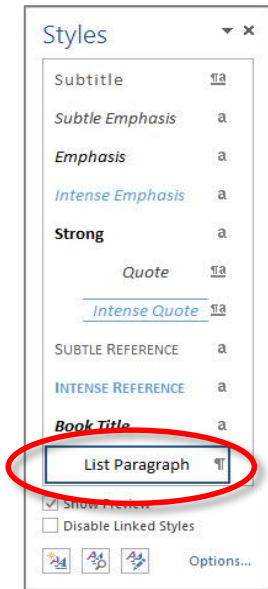 Styles
Subtitle ¶a
Subtle Emphasis a
Emphasis a
Intense Emphasis a
Strong a
Quote ¶a
Intense Quote ¶a
SUBTLE REFERENCE a
INTENSE REFERENCE a
Book Title a
List Paragraph ¶
Show Preview
Disable Linked Styles
Options...